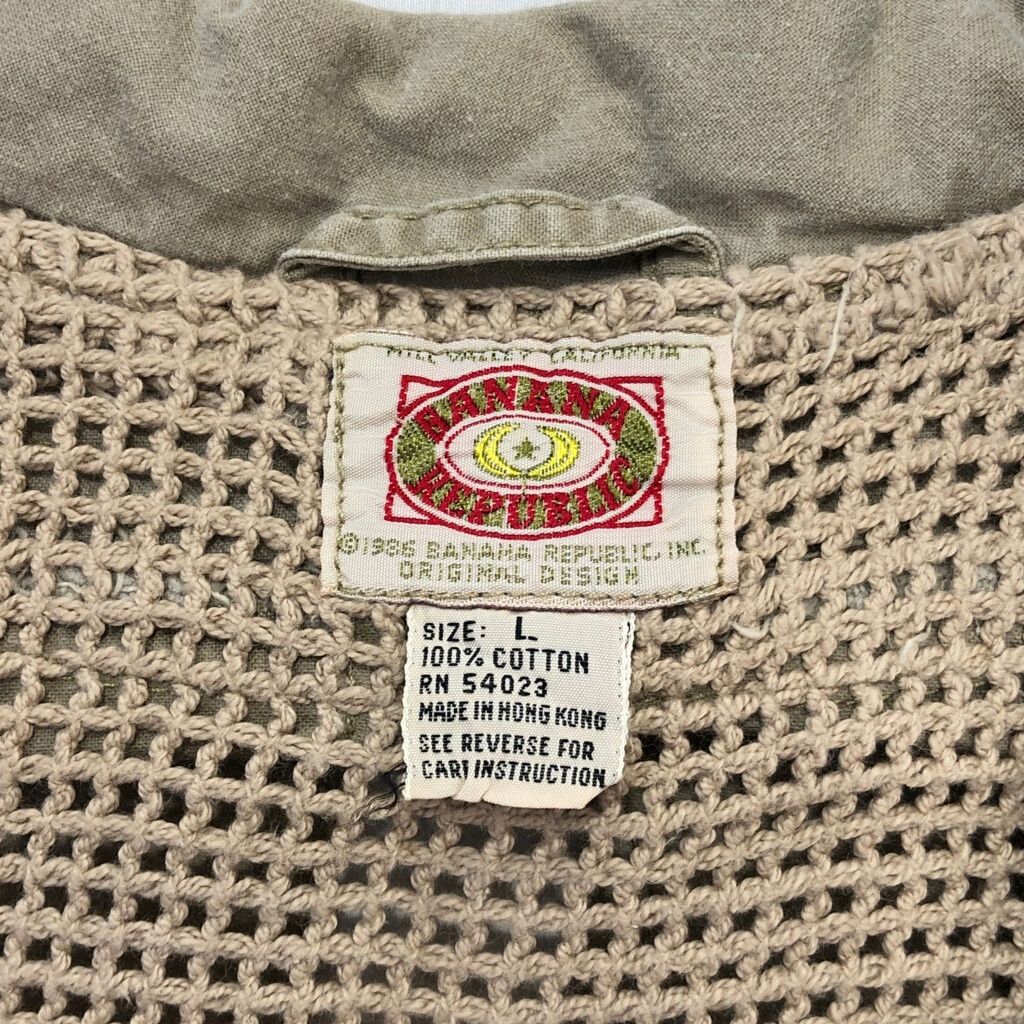 MILL VALLEY CALIFORNIA
BANANA
REPUBLIC
©1986 BANANA REPUBLIC, INC.
ORIGINAL DESIGN
SIZE: L
100% COTTON
RN 54023
MADE IN HONG KONG
SEE REVERSE FOR
CARE INSTRUCTION